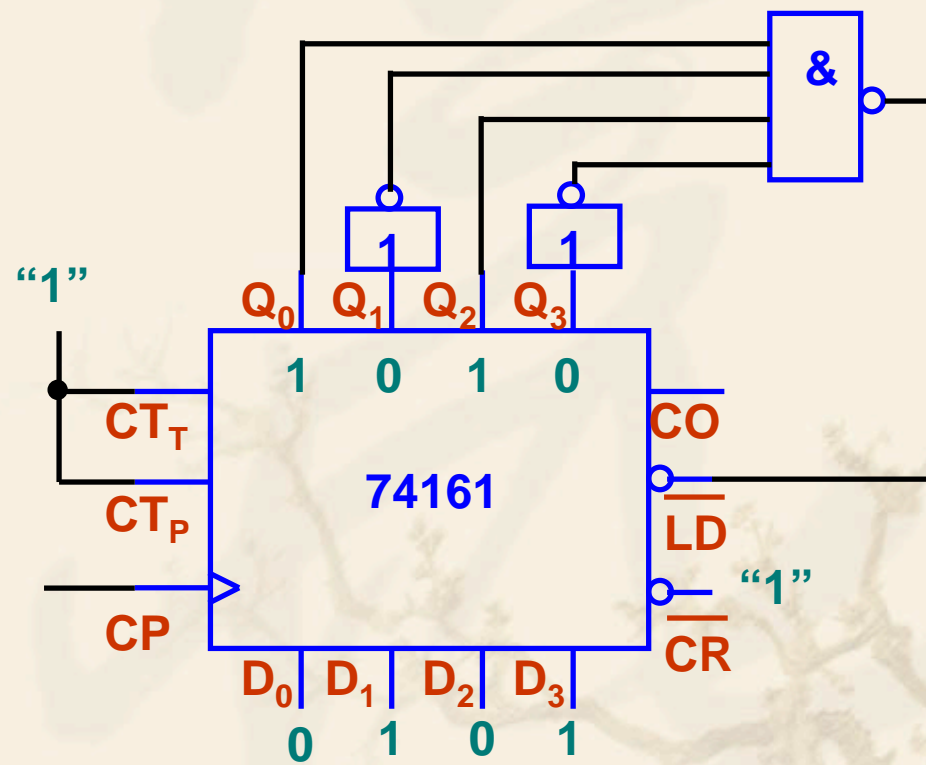 &
1 1
“1”
Q0 Q1 Q2 Q3
1 0 1 0
CTT CO
74161
CTP LD
“1”
CP CR
D0 D1 D2 D3
0 1 0 1